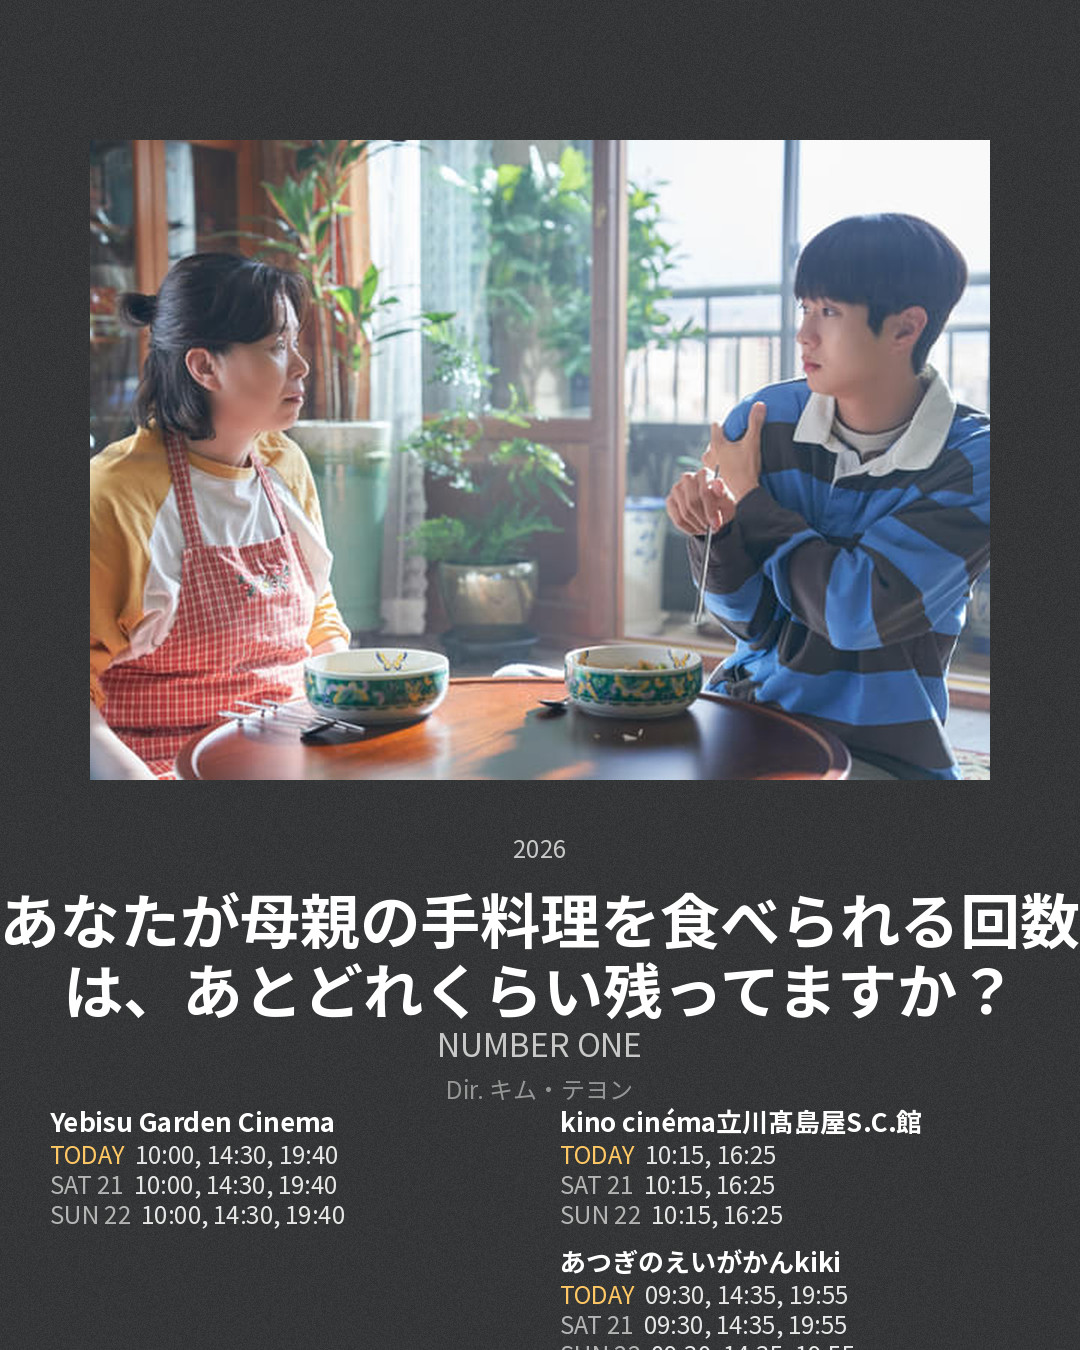 2026
あなたが母親の手料理を食べられる回数
は、あとどれくらい残ってますか？
NUMBER ONE
Dir. キム・テヨン
Yebisu Garden Cinema
TODAY 10:00, 14:30, 19:40
SAT 21 10:00, 14:30, 19:40
SUN 22 10:00, 14:30, 19:40
kino cinéma立川髙島屋S.C.館
TODAY 10:15, 16:25
SAT 21 10:15, 16:25
SUN 22 10:15, 16:25
あつぎのえいがかんkiki
TODAY 09:30, 14:35, 19:55
SAT 21 09:30, 14:35, 19:55